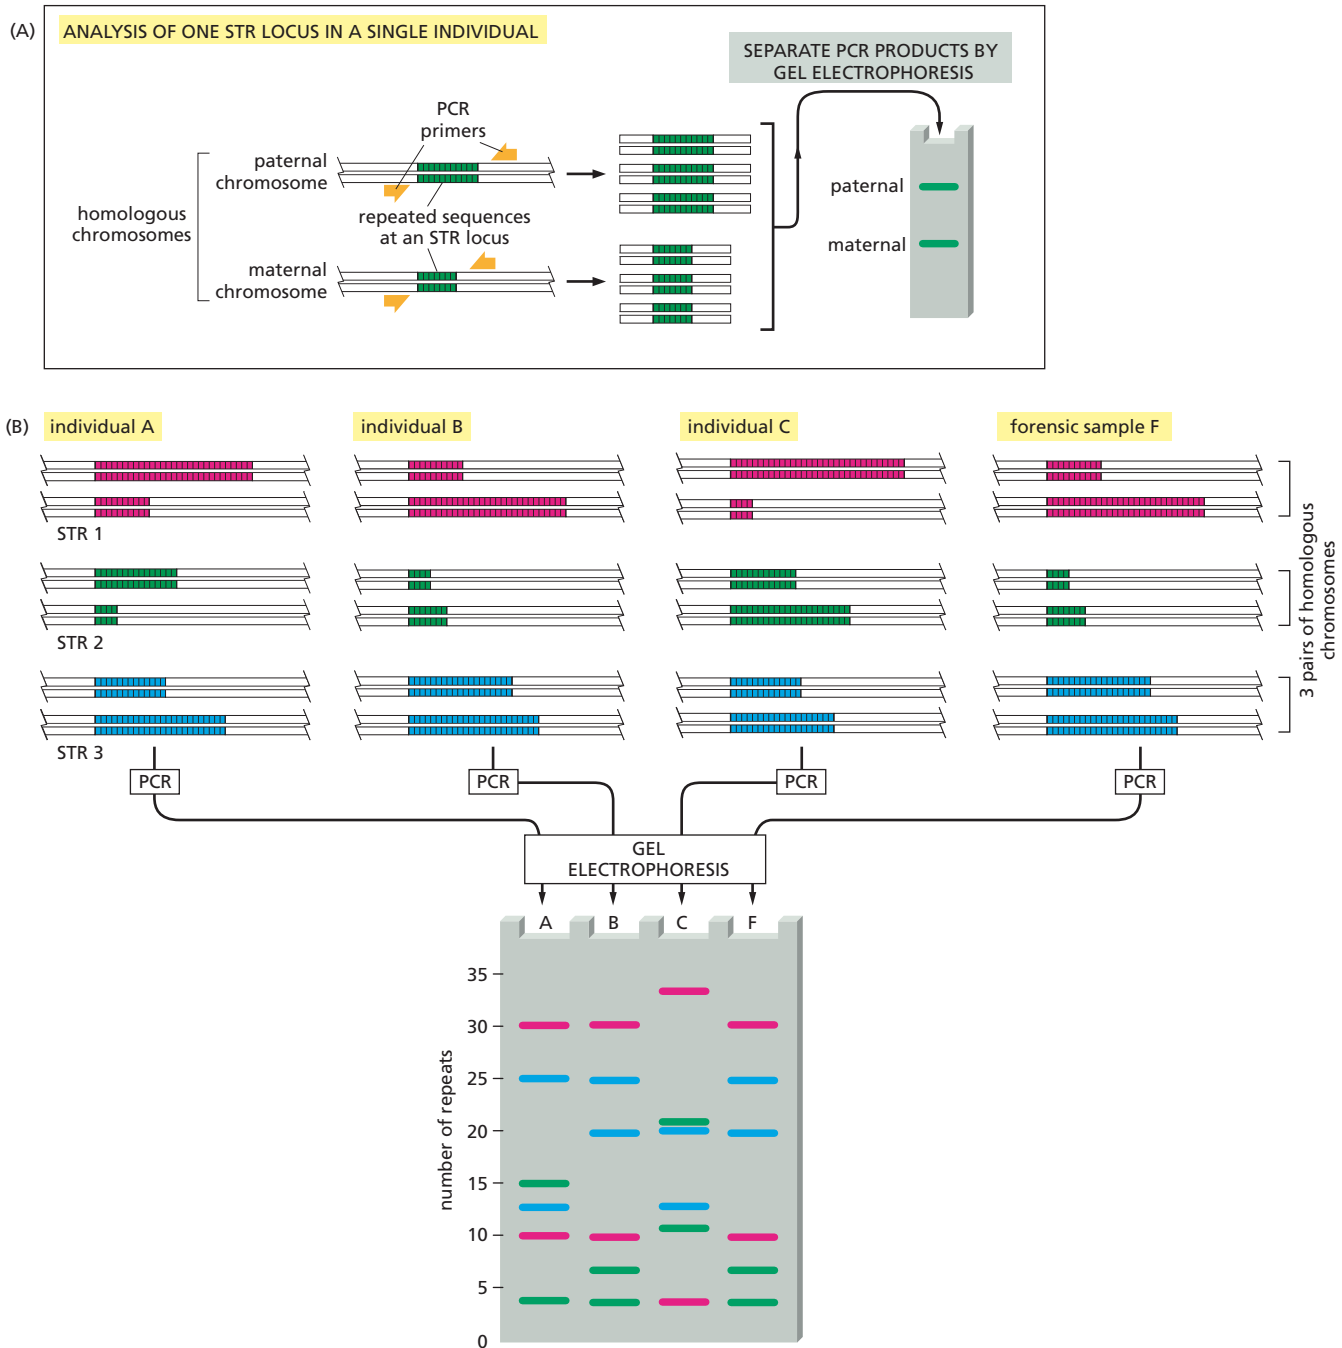 (A)
ANALYSIS OF ONE STR LOCUS IN A SINGLE INDIVIDUAL
SEPARATE PCR PRODUCTS BY
GEL ELECTROPHORESIS
PCR
primers
paternal
chromosome
homologous
chromosomes
repeated sequences
at an STR locus
maternal
chromosome
paternal
maternal
(B)
individual A
individual B
individual C
forensic sample F
STR 1
STR 2
STR 3
3 pairs of homologous
chromosomes
PCR
PCR
PCR
PCR
GEL
ELECTROPHORESIS
A
B
C
F
number of repeats
35
30
25
20
15
10
5
0